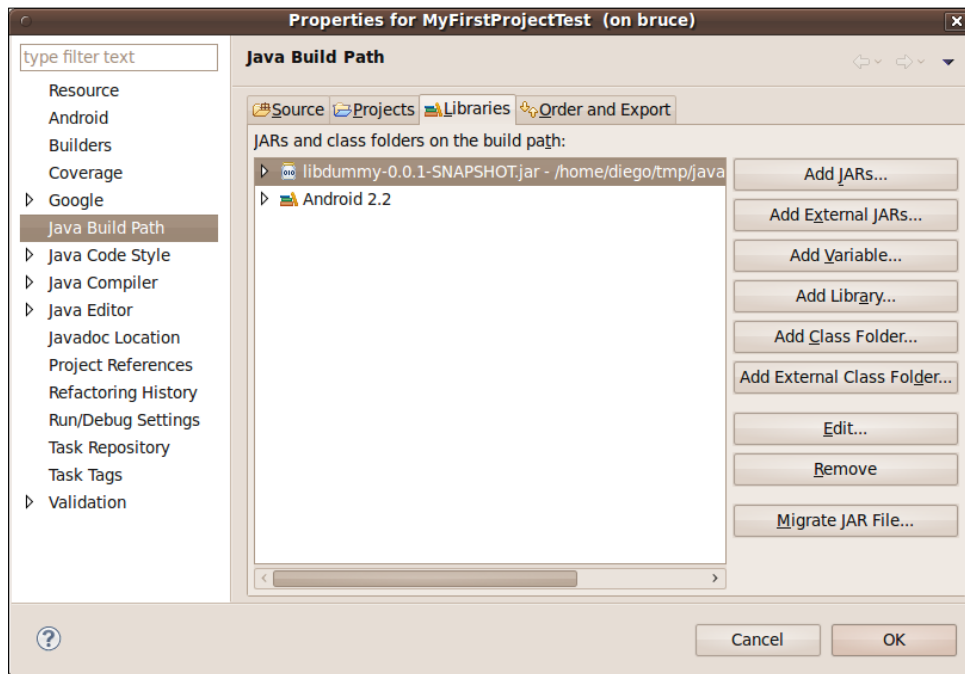 Properties for MyFirstProjectTest (on bruce)
type filter text
Resource
Android
Builders
Coverage
Google
Java Build Path
Java Code Style
Java Compiler
Java Editor
Javadoc Location
Project References
Refactoring History
Run/Debug Settings
Task Repository
Task Tags
Validation
Java Build Path
Source Projects Libraries Order and Export
JARs and class folders on the build path:
libdummy-0.0.1-SNAPSHOT.jar - /home/diego/tmp/java
Android 2.2
Add JARs...
Add External JARs...
Add Variable...
Add Library...
Add Class Folder...
Add External Class Folder...
Edit...
Remove
Migrate JAR File...
Cancel
OK